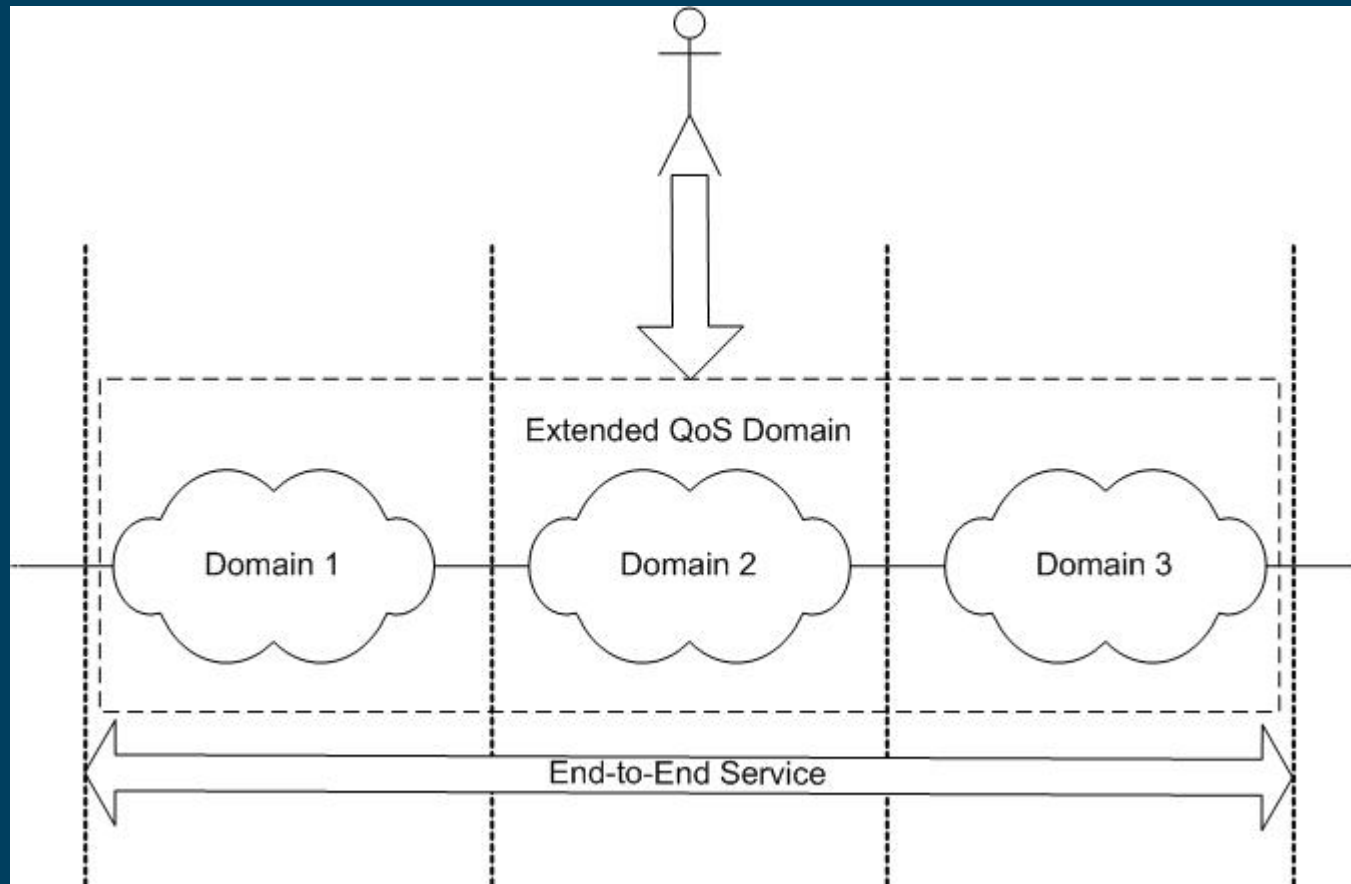 Extended QoS Domain
Domain 1
Domain 2
Domain 3
End-to-End Service